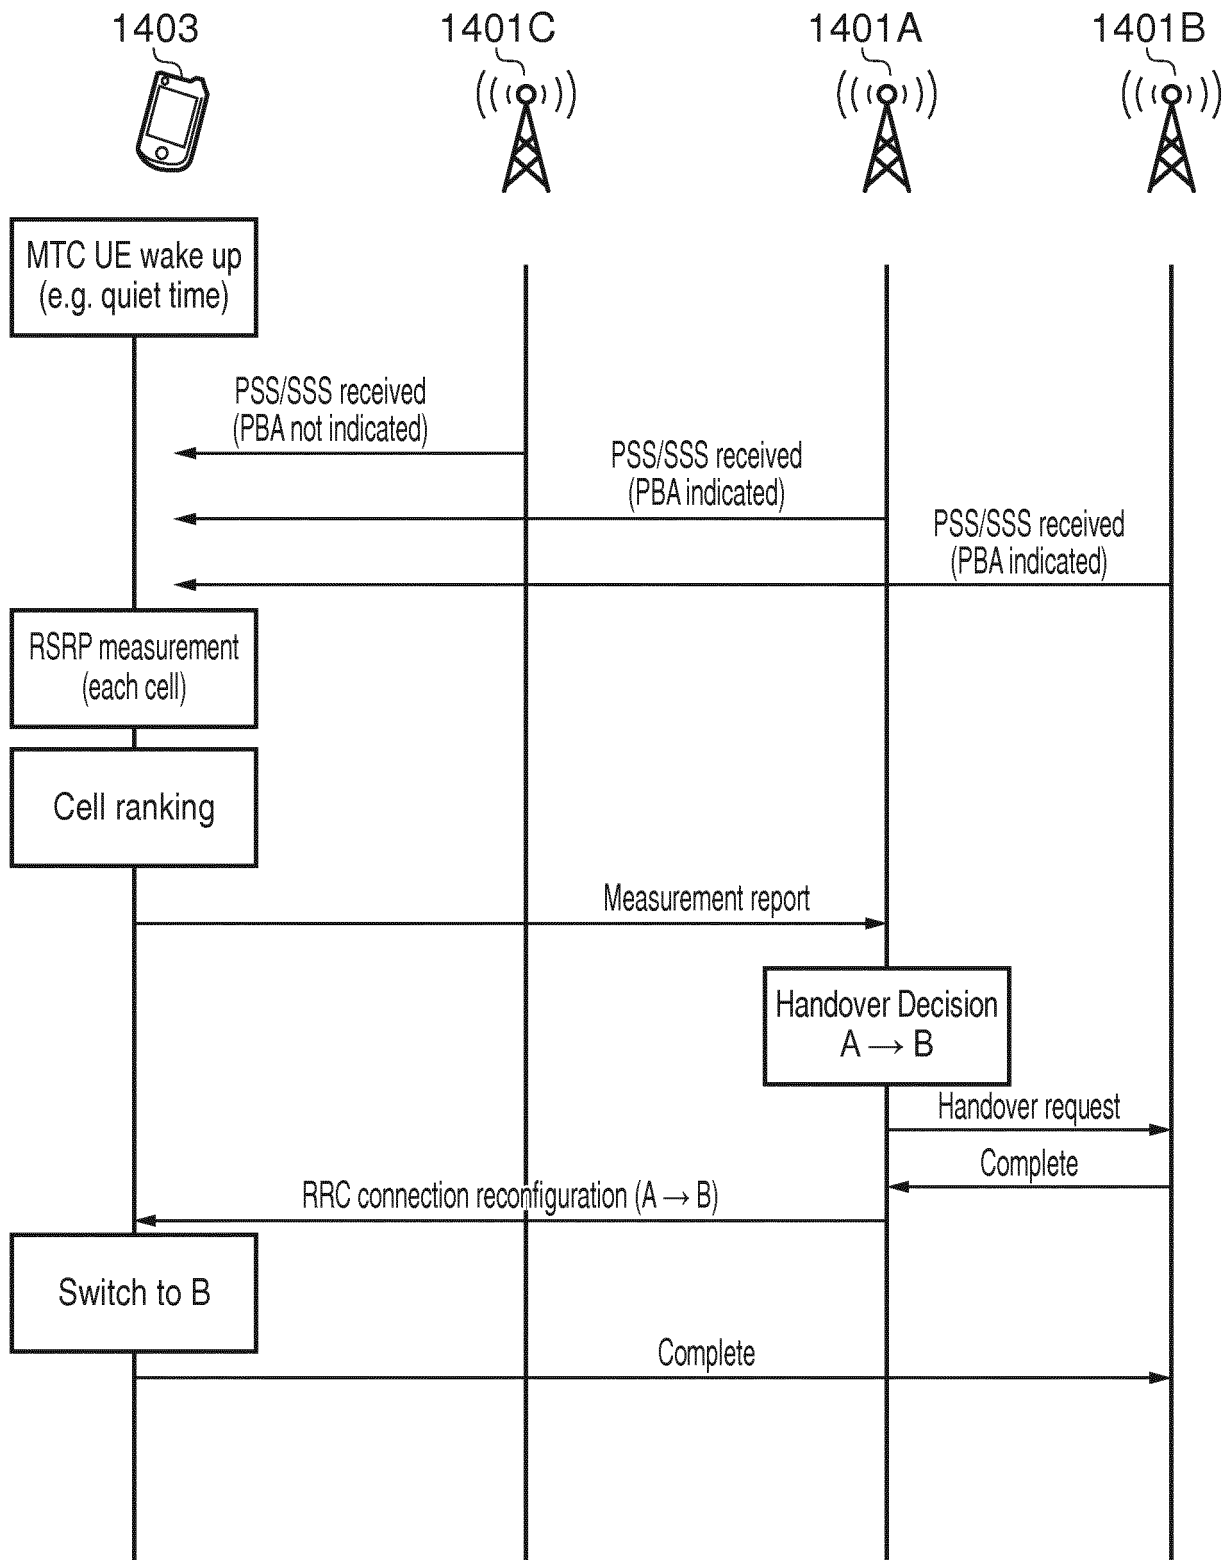 1403
1401C
1401A
1401B
MTC UE wake up
(e.g. quiet time)
PSS/SSS received
(PBA not indicated)
PSS/SSS received
(PBA indicated)
PSS/SSS received
(PBA indicated)
RSRP measurement
(each cell)
Cell ranking
Measurement report
Handover Decision
A → B
Handover request
Complete
RRC connection reconfiguration (A → B)
Switch to B
Complete